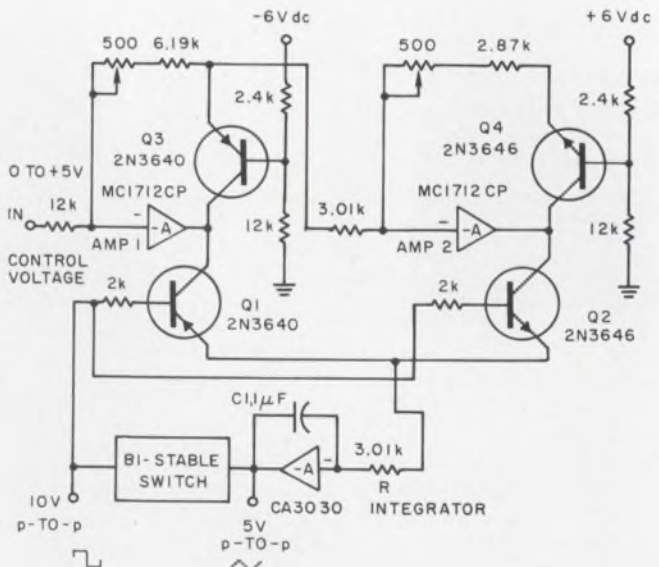 -6Vdc
+6Vdc
500
6.19k
500
2.87k
2.4k
2.4k
Q3
2N3640
Q4
2N3646
0 TO +5V
MC1712CP
MC1712CP
IN
12k
-
-A
AMP 1
12k
3.01k
-
-A
AMP 2
12k
CONTROL
VOLTAGE
2k
Q1
2N3640
2k
Q2
2N3646
C1,1μF
BI-STABLE
SWITCH
-A
-
CA3030
3.01k
R
INTEGRATOR
10V
p-TO-p
5V
p-TO-p